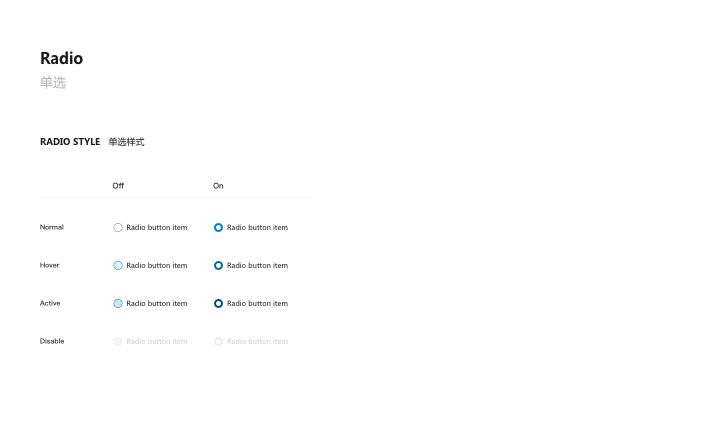 Radio
单选
RADIO STYLE 单选样式
Off On
Normal Radio button item Radio button item
Hover Radio button item Radio button item
Active Radio button item Radio button item
Disable Radio button item Radio button item